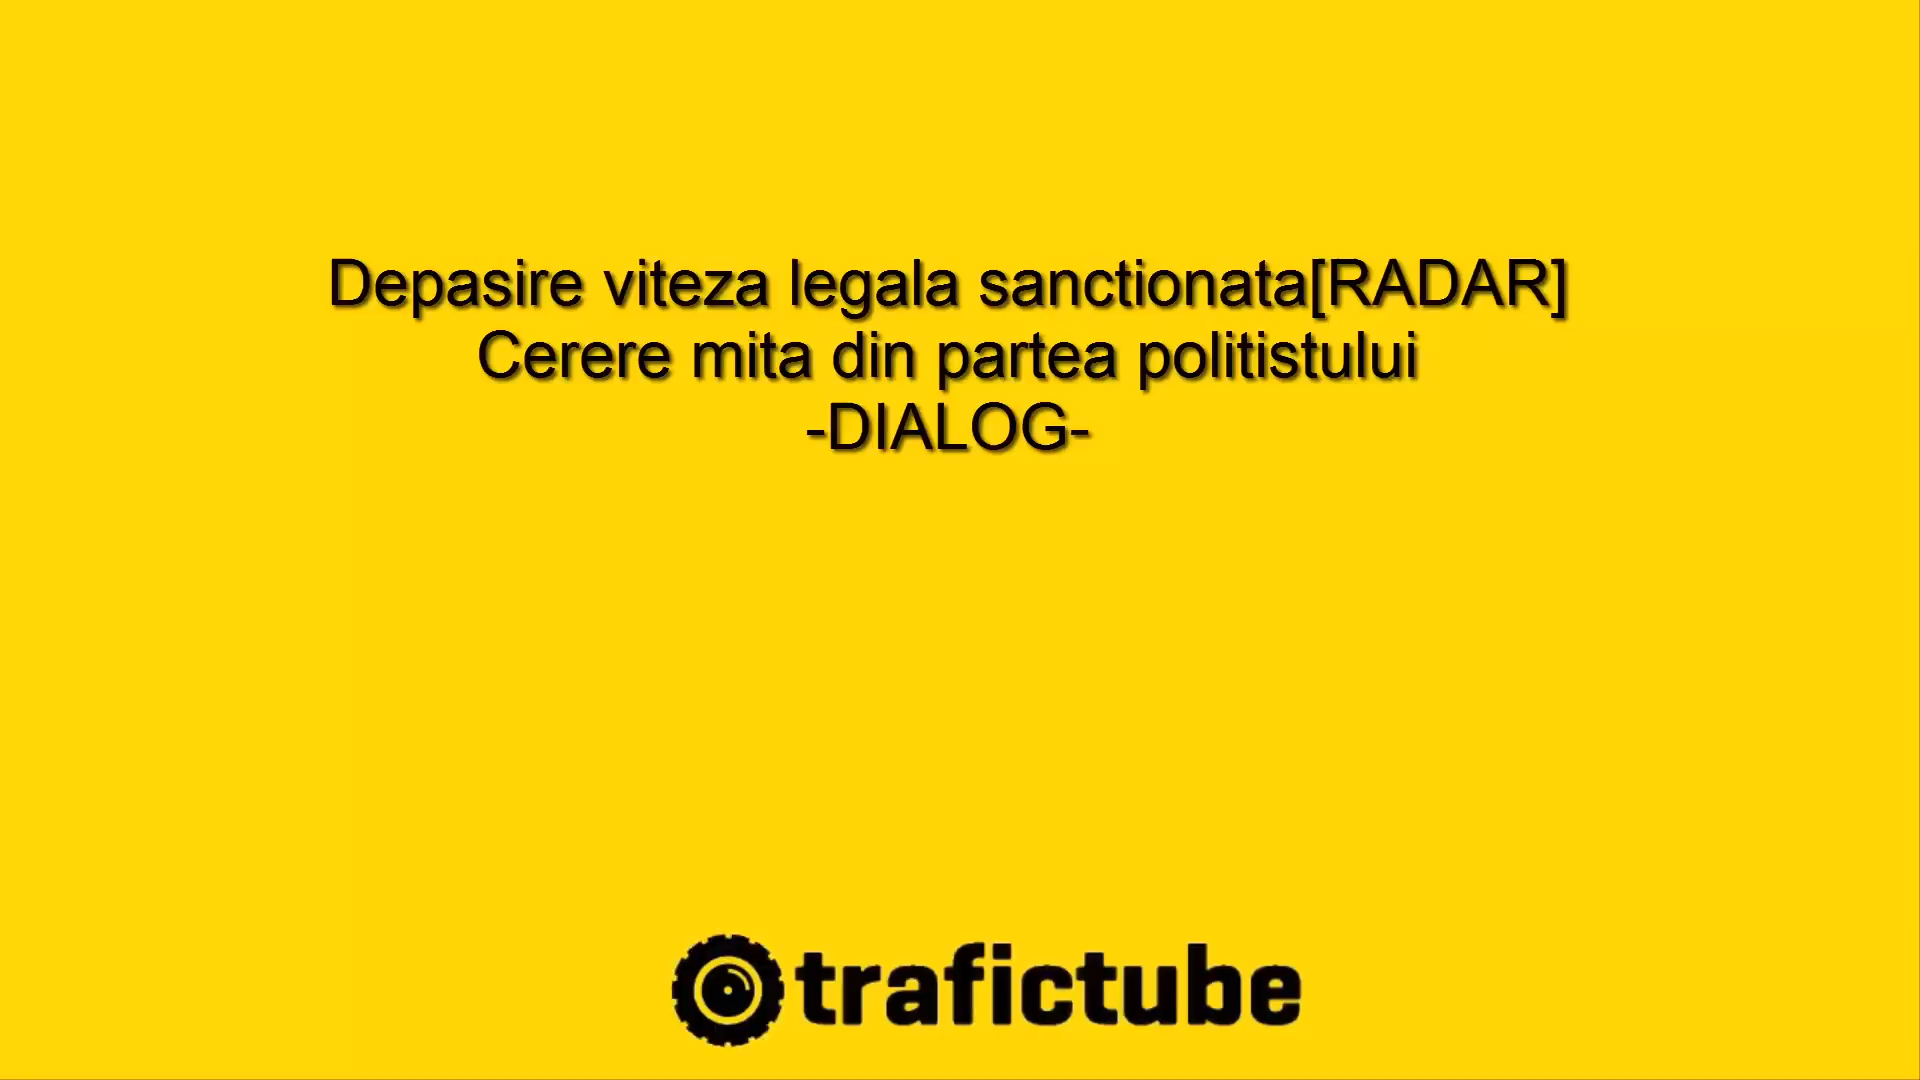 Depasire viteza legala sanctionata[RADAR]
Cerere mita din partea politistului
-DIALOG-
trafictube